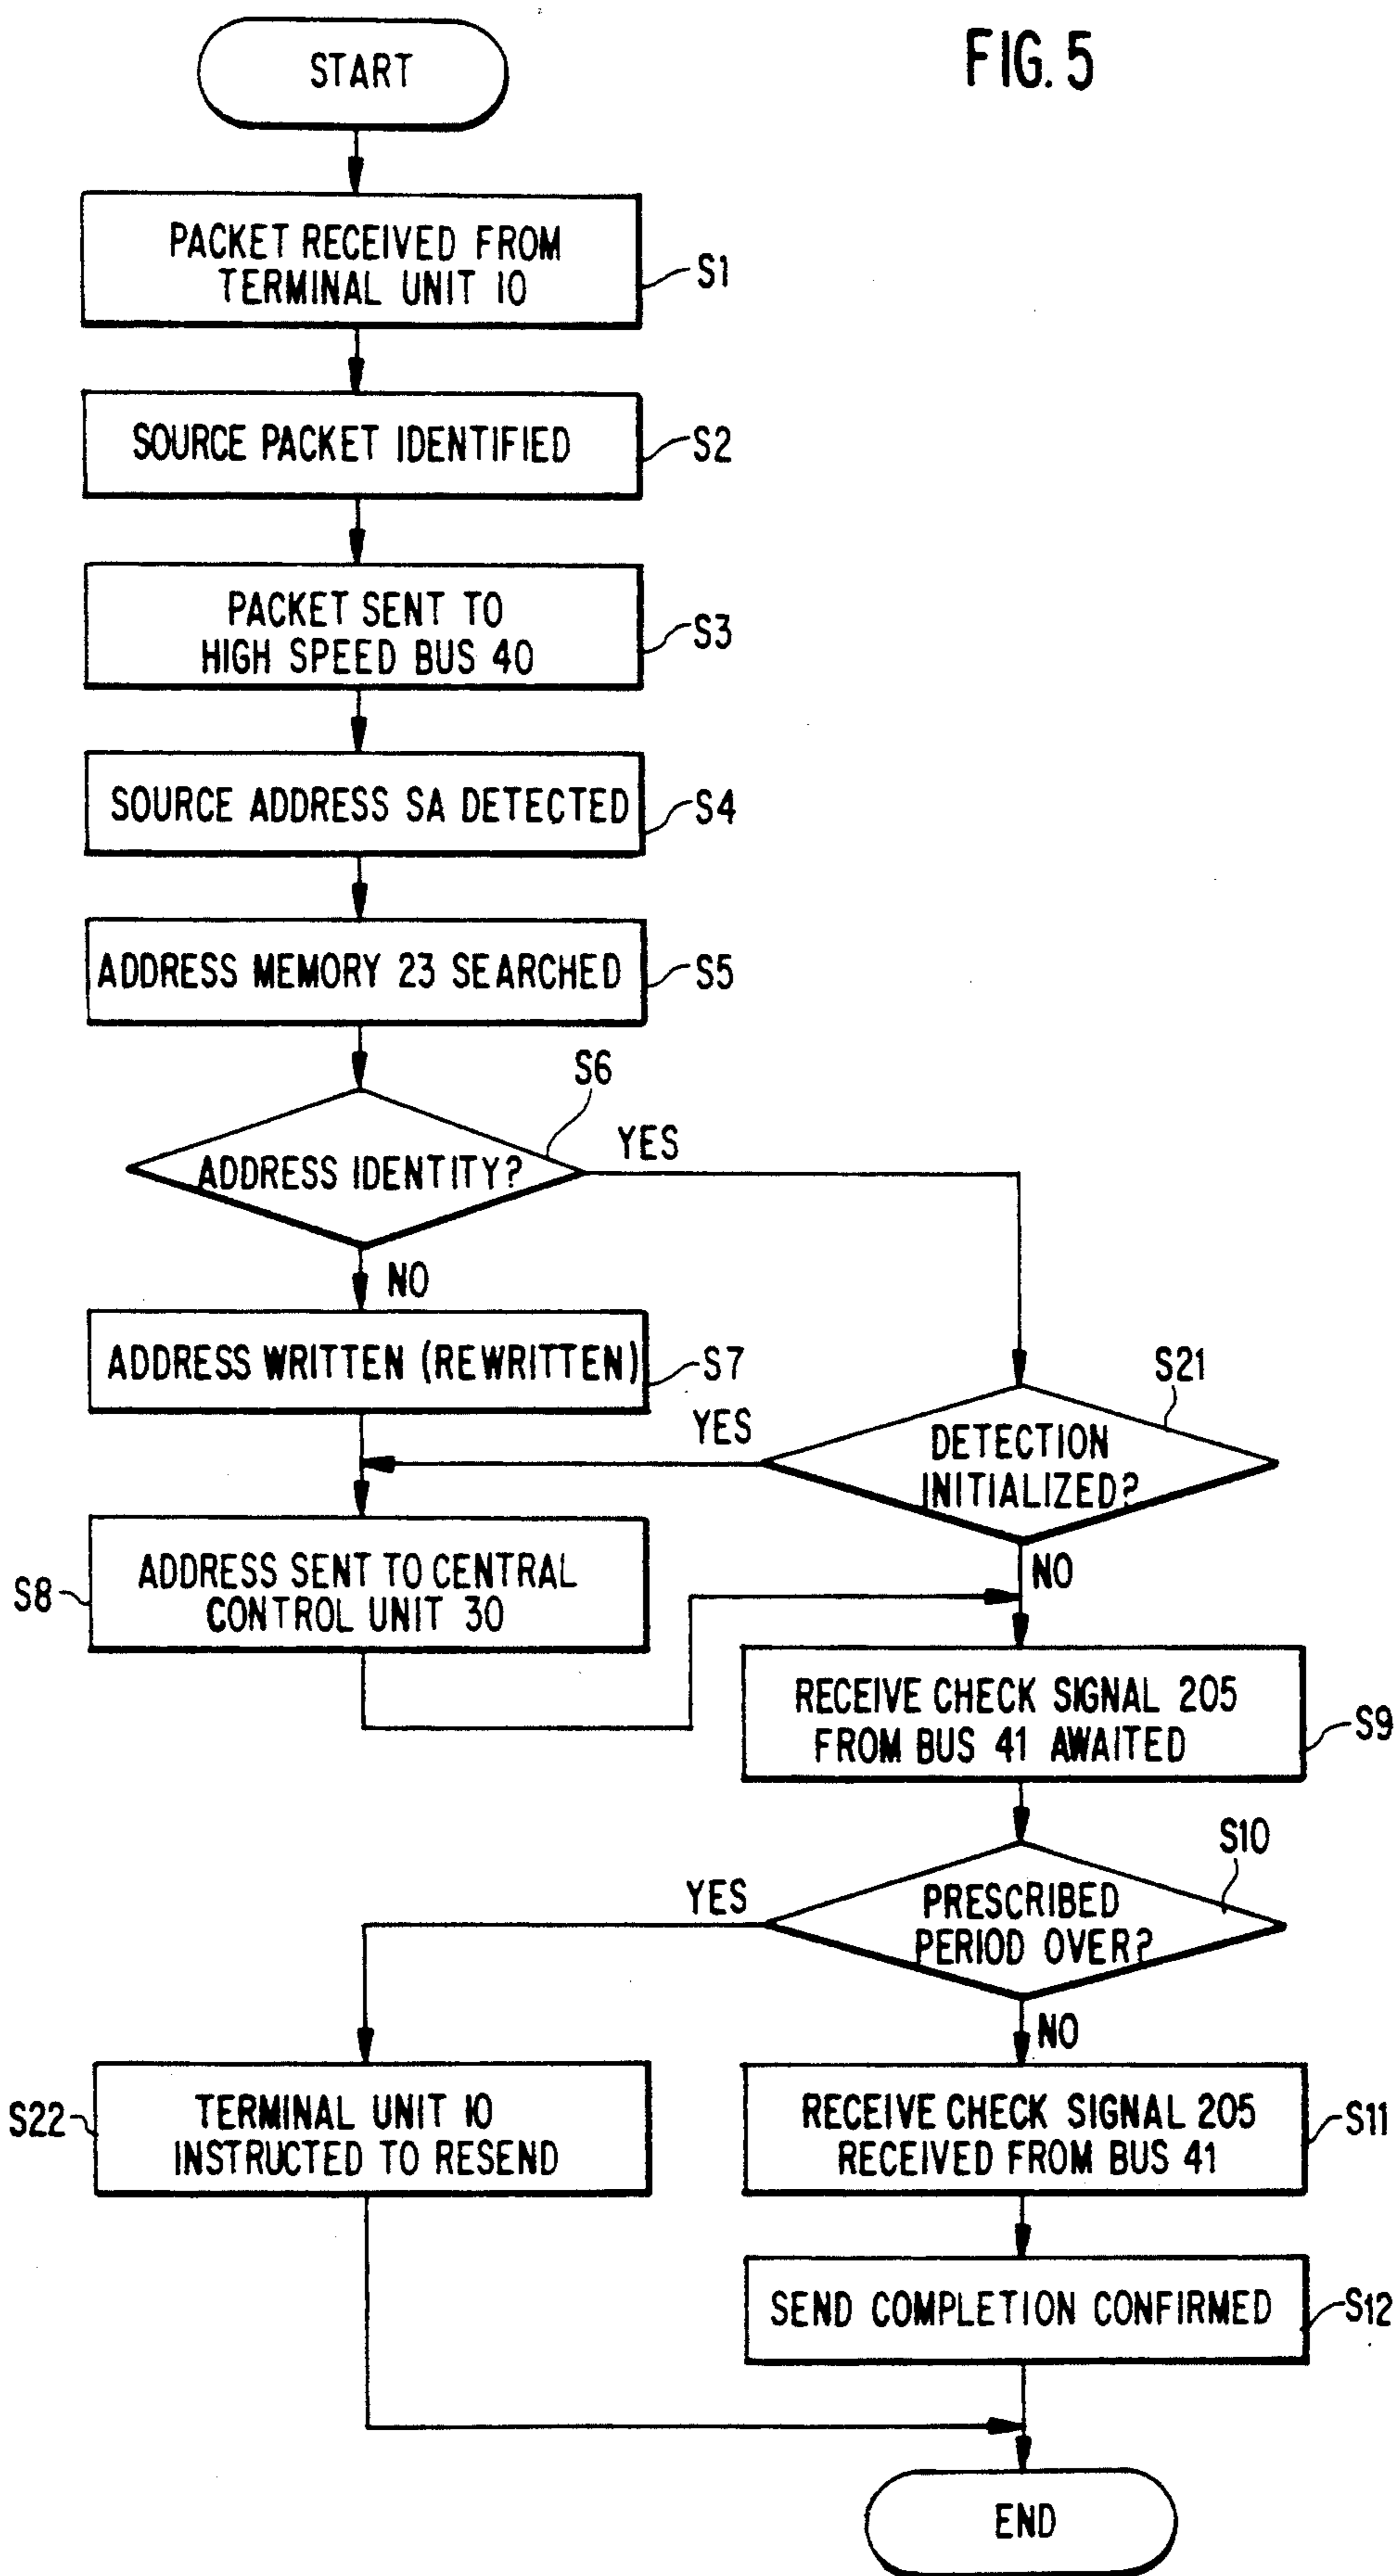 FIG. 5
START
PACKET RECEIVED FROM
TERMINAL UNIT 10
S1
SOURCE PACKET IDENTIFIED
S2
PACKET SENT TO
HIGH SPEED BUS 40
S3
SOURCE ADDRESS SA DETECTED
S4
ADDRESS MEMORY 23 SEARCHED
S5
S6
ADDRESS IDENTITY?
YES
NO
ADDRESS WRITTEN (REWRITTEN)
S7
S21
YES
DETECTION
INITIALIZED?
NO
S8
ADDRESS SENT TO CENTRAL
CONTROL UNIT 30
RECEIVE CHECK SIGNAL 205
FROM BUS 41 AWAITED
S9
S10
YES
PRESCRIBED
PERIOD OVER?
NO
S22
TERMINAL UNIT 10
INSTRUCTED TO RESEND
RECEIVE CHECK SIGNAL 205
RECEIVED FROM BUS 41
S11
SEND COMPLETION CONFIRMED
S12
END